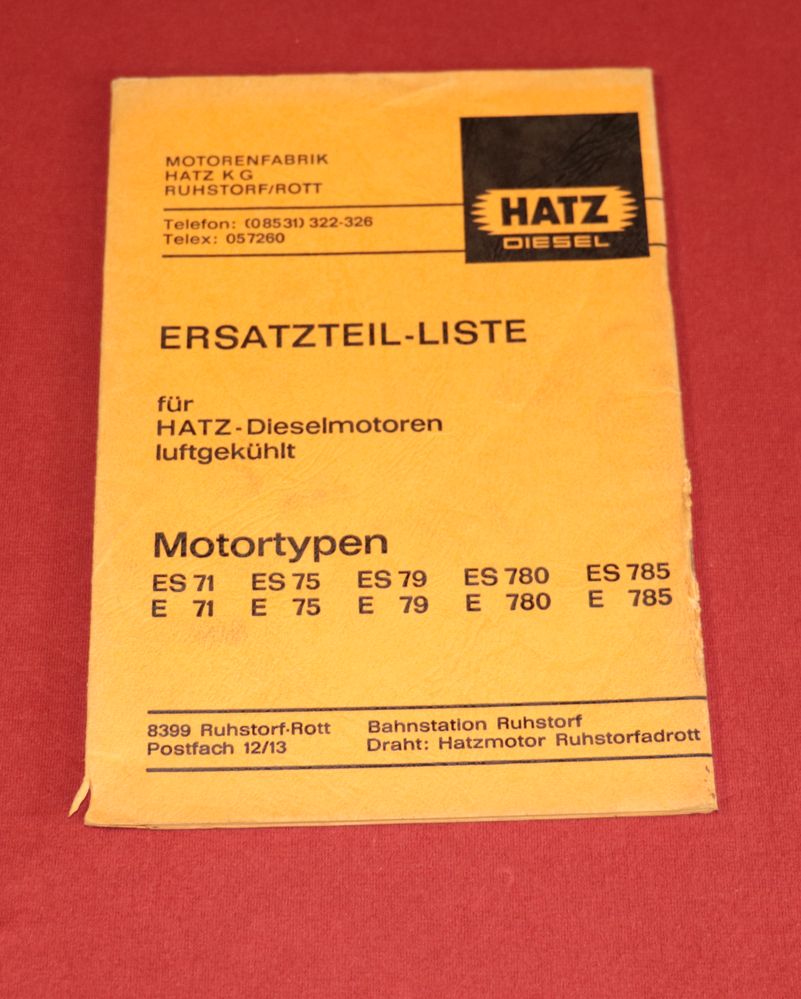 MOTORENFABRIK
HATZ KG
RUHSTORF/ROTT
Telefon: (08531) 322-326
Telex: 057260
HATZ
DIESEL
ERSATZTEIL-LISTE
für
HATZ-Dieselmotoren
luftgekühlt
Motortypen
ES 71 ES 75 ES 79 ES 780 ES 785
E 71 E 75 E 79 E 780 E 785
8399 Ruhstorf-Rott Bahnstation Ruhstorf
Postfach 12/13 Draht: Hatzmotor Ruhstorfadrott